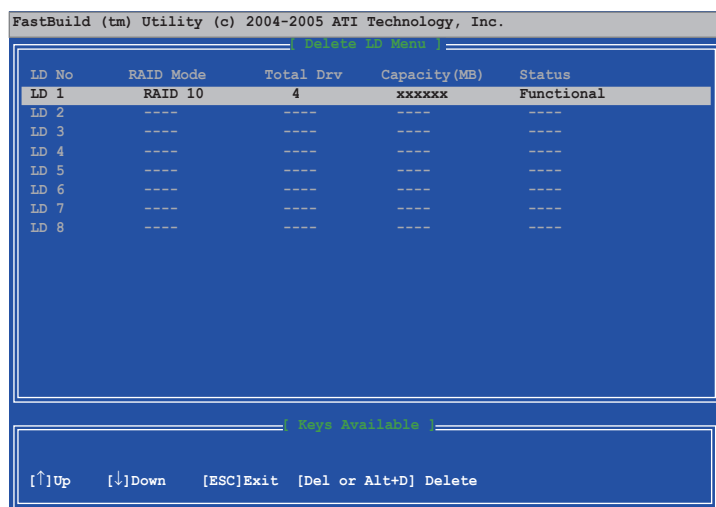 FastBuild (tm) Utility (c) 2004-2005 ATI Technology, Inc.
[ Delete LD Menu ]
LD No RAID Mode Total Drv Capacity(MB) Status
LD 1 RAID 10 4 xxxxxx Functional
LD 2 ---- ---- ---- ----
LD 3 ---- ---- ---- ----
LD 4 ---- ---- ---- ----
LD 5 ---- ---- ---- ----
LD 6 ---- ---- ---- ----
LD 7 ---- ---- ---- ----
LD 8 ---- ---- ---- ----
[ Keys Available ]
[↑]Up [↓]Down [ESC]Exit [Del or Alt+D] Delete